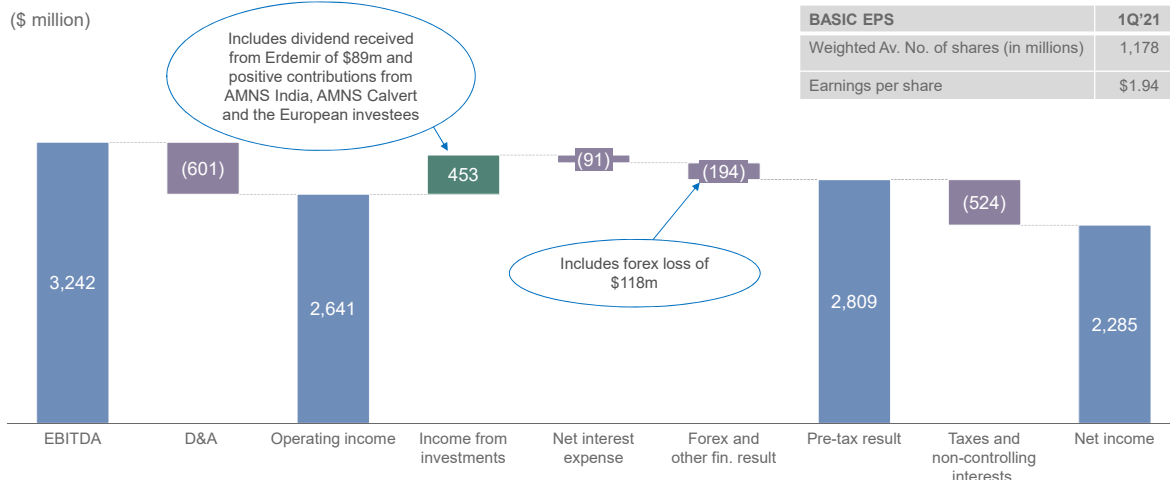 ($ million)
BASIC EPS 1Q'21
Weighted Av. No. of shares (in millions) 1,178
Earnings per share $1.94
Includes dividend received
from Erdemir of $89m and
positive contributions from
AMNS India, AMNS Calvert
and the European investees
(601)
453
(91)
(194)
(524)
Includes forex loss of
$118m
3,242
2,641
2,809
2,285
EBITDA
D&A
Operating income
Income from
investments
Net interest
expense
Forex and
other fin. result
Pre-tax result
Taxes and
non-controlling
interests
Net income